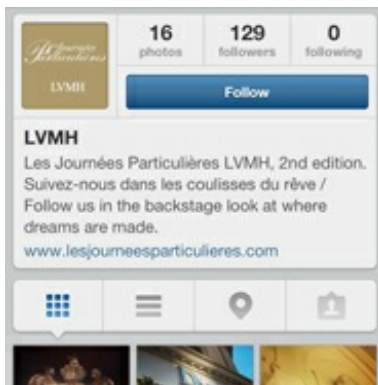 16
photos
129
followers
0
following
Journées
Particulières
LVMH
Follow
LVMH
Les Journées Particulières LVMH, 2nd edition.
Suivez-nous dans les coulisses du rêve /
Follow us in the backstage look at where
dreams are made.
www.lesjourneesparticulieres.com